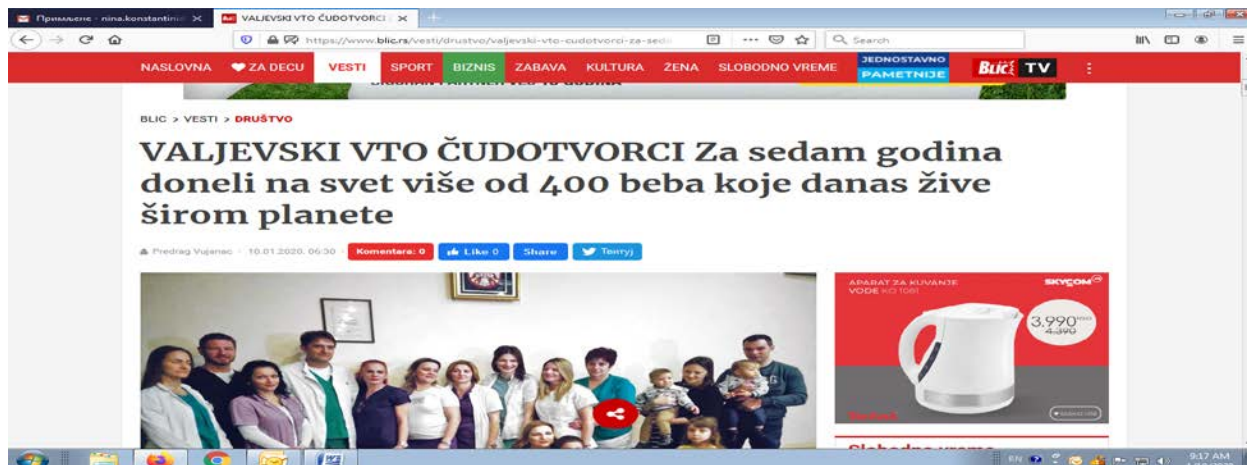 Примљене - nina.konstantini
VALJEVSKI VTO ČUDOTVORCI
https://www.blic.rs/vesti/drustvo/valjevski-vto-cudotvorci-za-sed
Search
NASLOVNA ZA DECU VESTI SPORT BIZNIS ZABAVA KULTURA ŽENA SLOBODNO VREME JEDNOSTAVNO PAMETNIJE BLIC TV
BLIC > VESTI > DRUŠTVO
VALJEVSKI VTO ČUDOTVORCI Za sedam godina
doneli na svet više od 400 beba koje danas žive
širom planete
Predrag Vujanac - 10.01.2020. 06:30 Komentara: 0 Like 0 Share Твитуј
APARAT ZA KUVANJE
VODE KO 1081
SKYCOM
3.990
4.390
Slobodno vreme
EN
9:17 AM